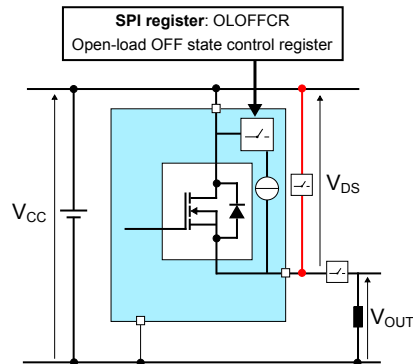 SPI register: OLOFFCR
Open-load OFF state control register
VCC
VDS
VOUT